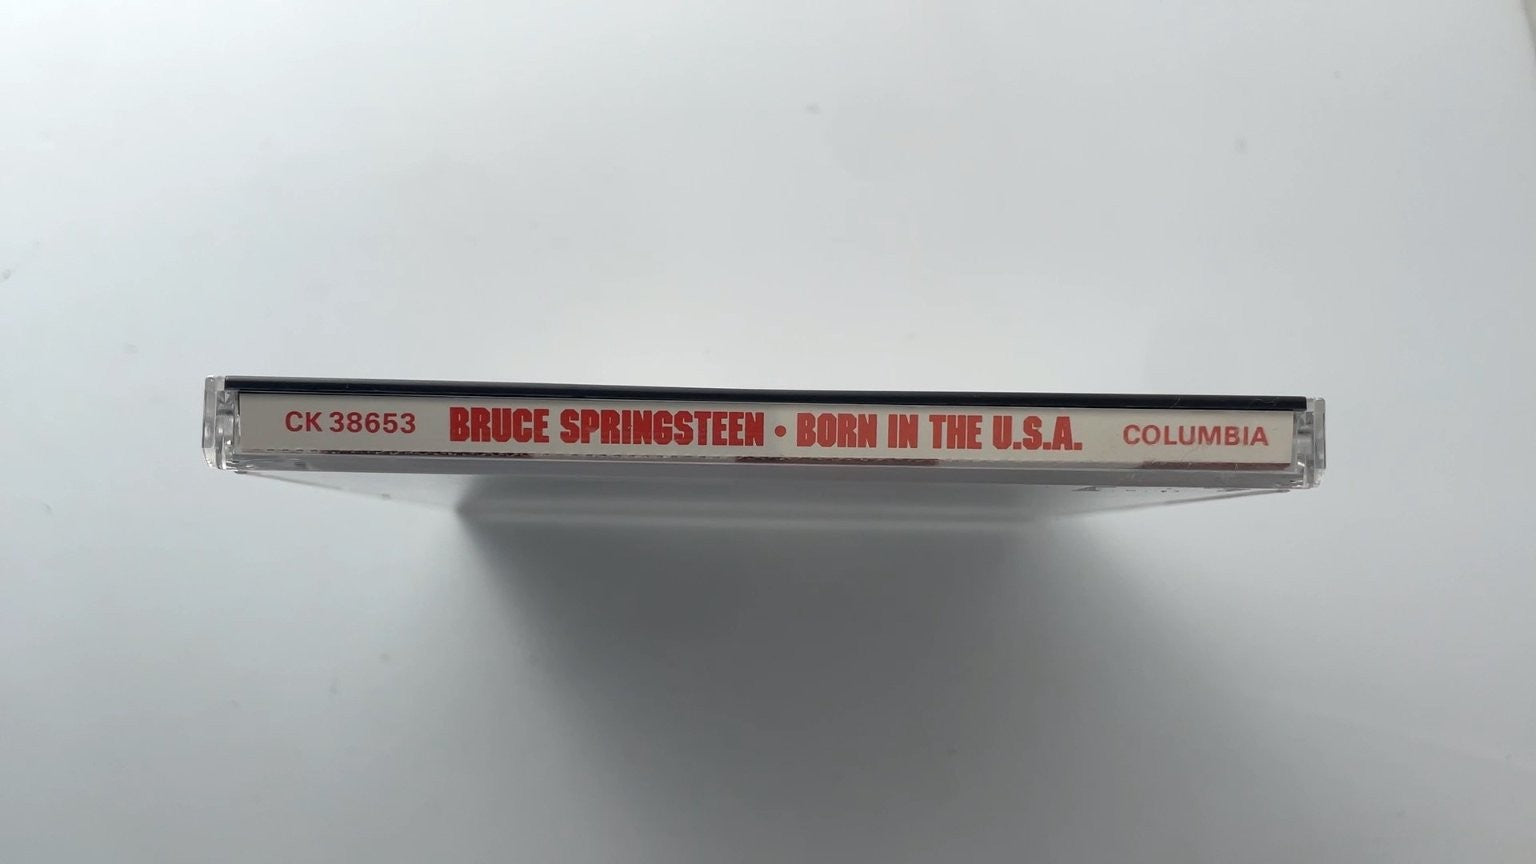 CK 38653 BRUCE SPRINGSTEEN • BORN IN THE U.S.A. COLUMBIA